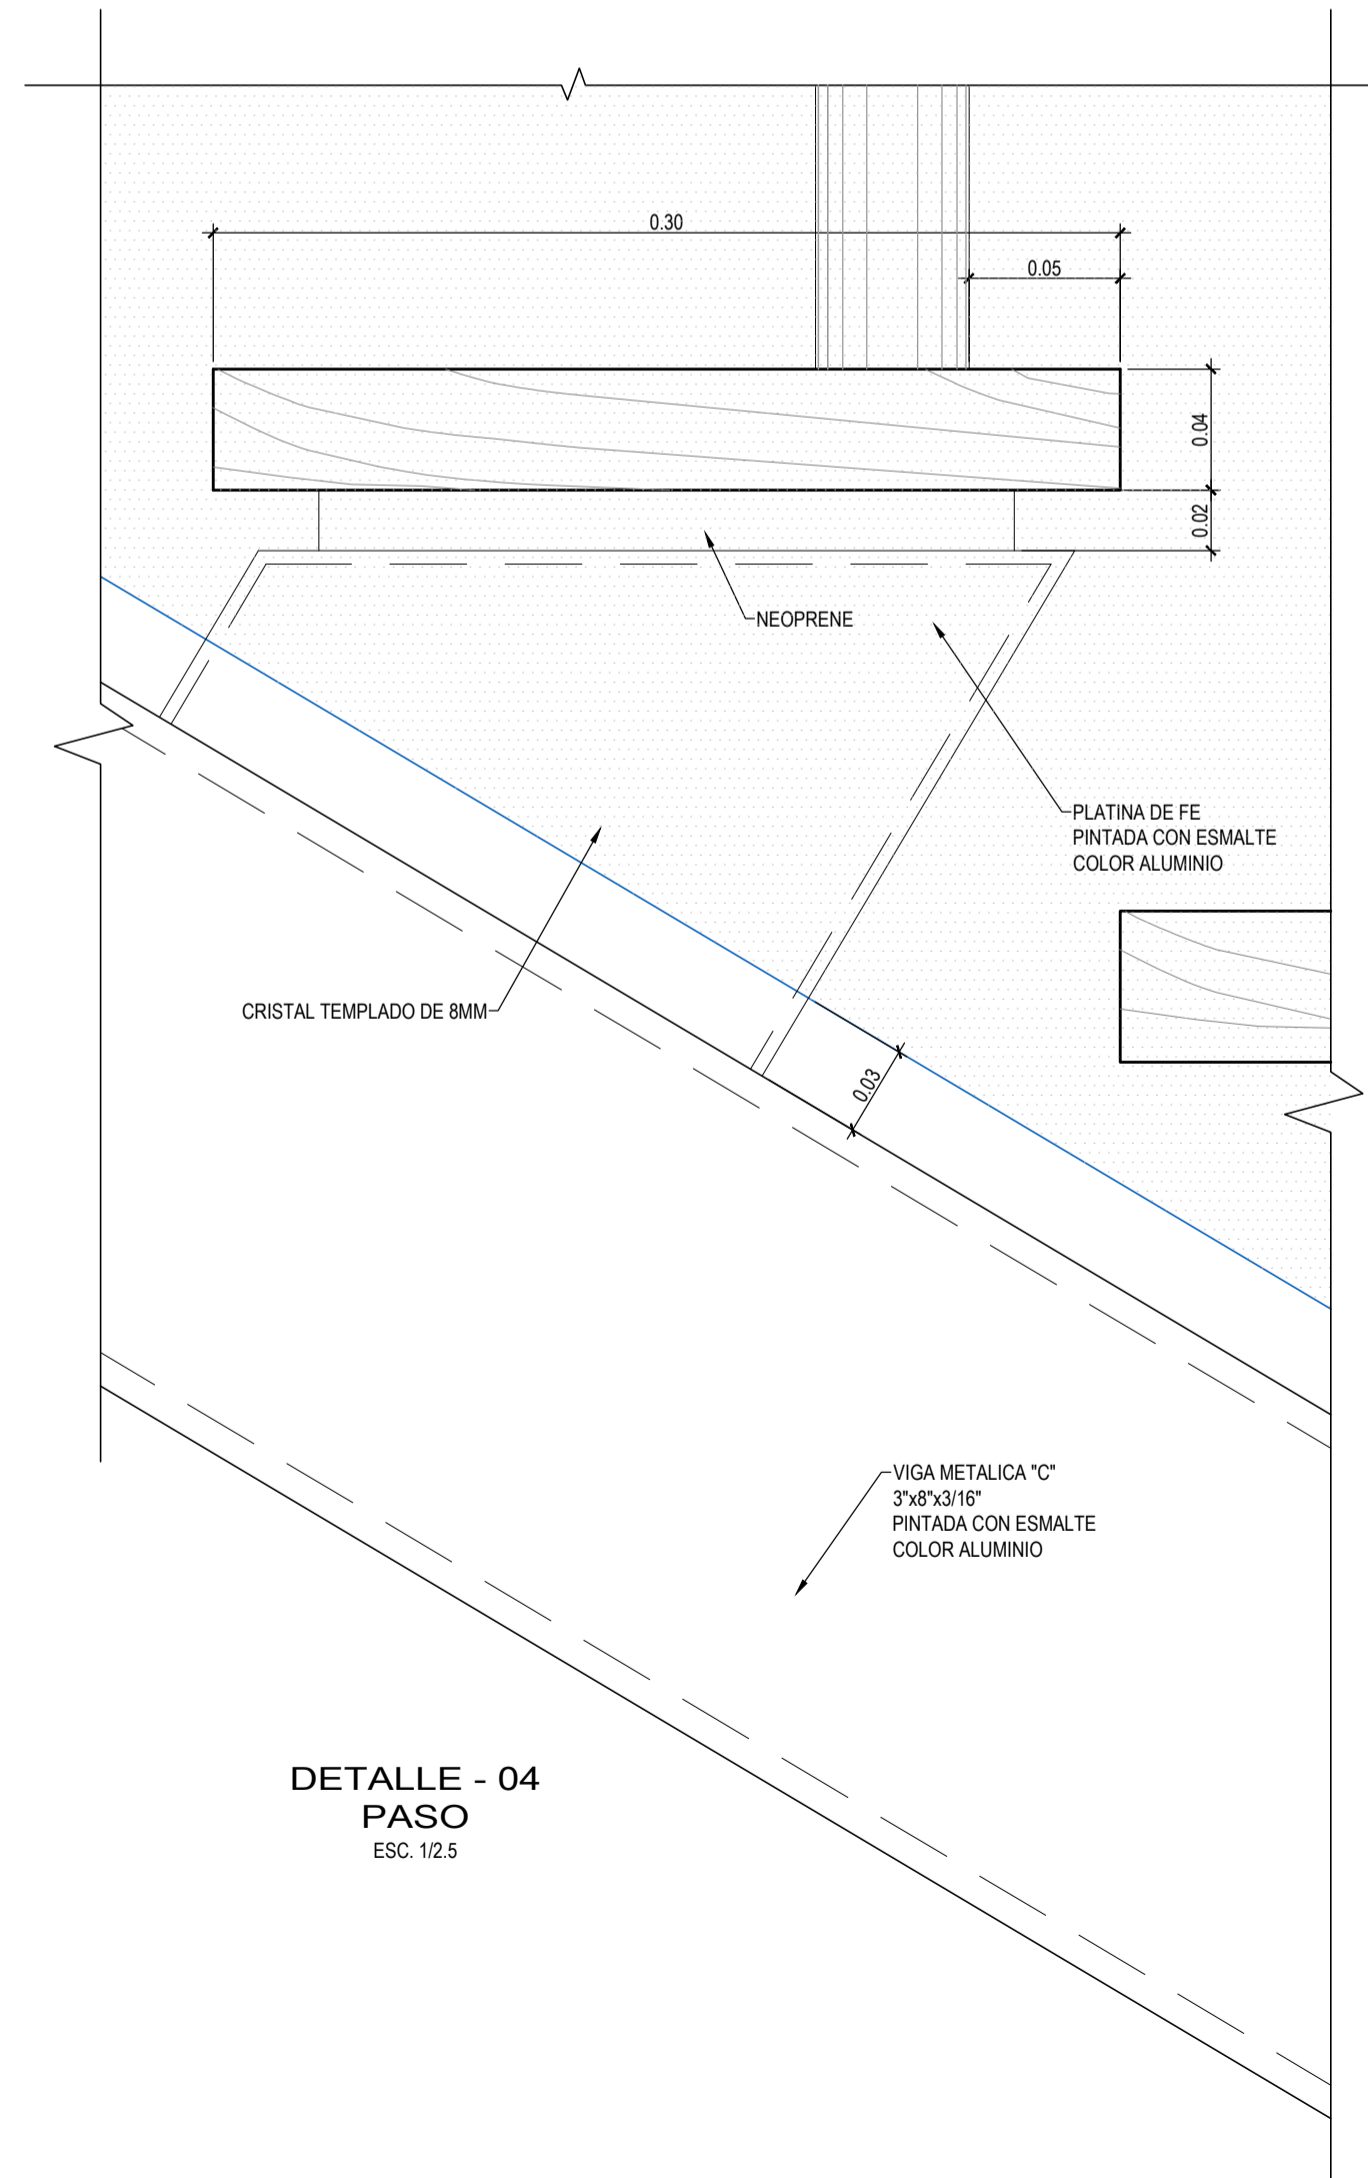 0.30
0.05
0.04
0.02
NEOPRENE
PLATINA DE FE
PINTADA CON ESMALTE
COLOR ALUMINIO
CRISTAL TEMPLADO DE 8MM
0.03
VIGA METALICA "C"
3"x8"x3/16"
PINTADA CON ESMALTE
COLOR ALUMINIO
DETALLE - 04
PASO
ESC. 1/2.5